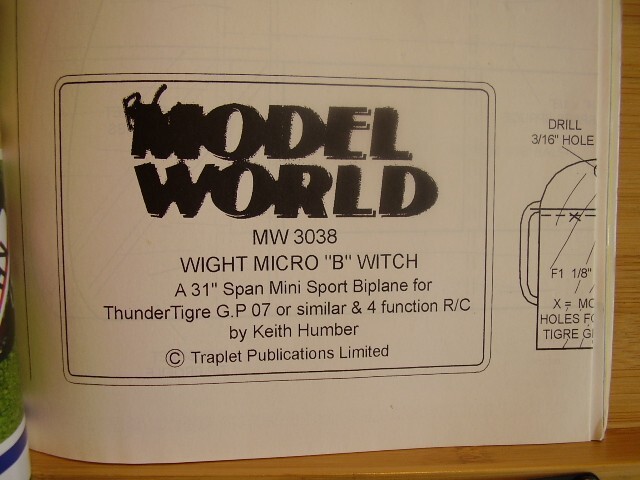 R/C MODEL
WORLD
MW 3038
WIGHT MICRO "B" WITCH
A 31" Span Mini Sport Biplane for
ThunderTigre G.P 07 or similar & 4 function R/C
by Keith Humber
© Traplet Publications Limited
DRILL
3/16" HOLE
F1 1/8"
X = MO
HOLES FO
TIGRE G